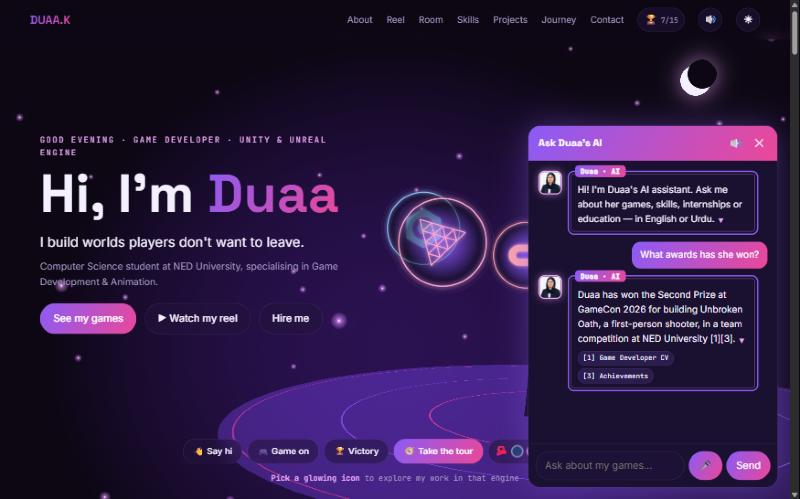 DUAA.K
About Reel Room Skills Projects Journey Contact 7/15
GOOD EVENING · GAME DEVELOPER · UNITY & UNREAL
ENGINE
Hi, I'm Duaa
I build worlds players don't want to leave.
Computer Science student at NED University, specialising in Game
Development & Animation.
See my games ▶ Watch my reel Hire me
Say hi Game on Victory Take the tour
Pick a glowing icon to explore my work in that engine
Ask Duaa's AI
Duaa • AI
Hi! I'm Duaa's AI assistant. Ask me
about her games, skills, internships or
education — in English or Urdu. ▼
What awards has she won?
Duaa • AI
Duaa has won the Second Prize at
GameCon 2026 for building Unbroken
Oath, a first-person shooter, in a team
competition at NED University [1][3]. ▼
[1] Game Developer CV
[3] Achievements
Ask about my games...
Send